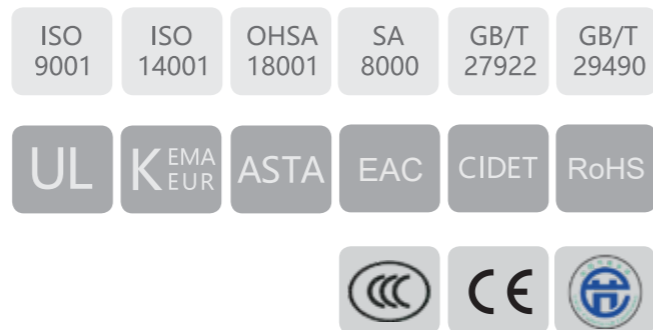 ISO
9001
ISO
14001
OHSA
18001
SA
8000
GB/T
27922
GB/T
29490
UL
KEMA
EUR
ASTA
EAC
CIDET
RoHS
CCC
CE